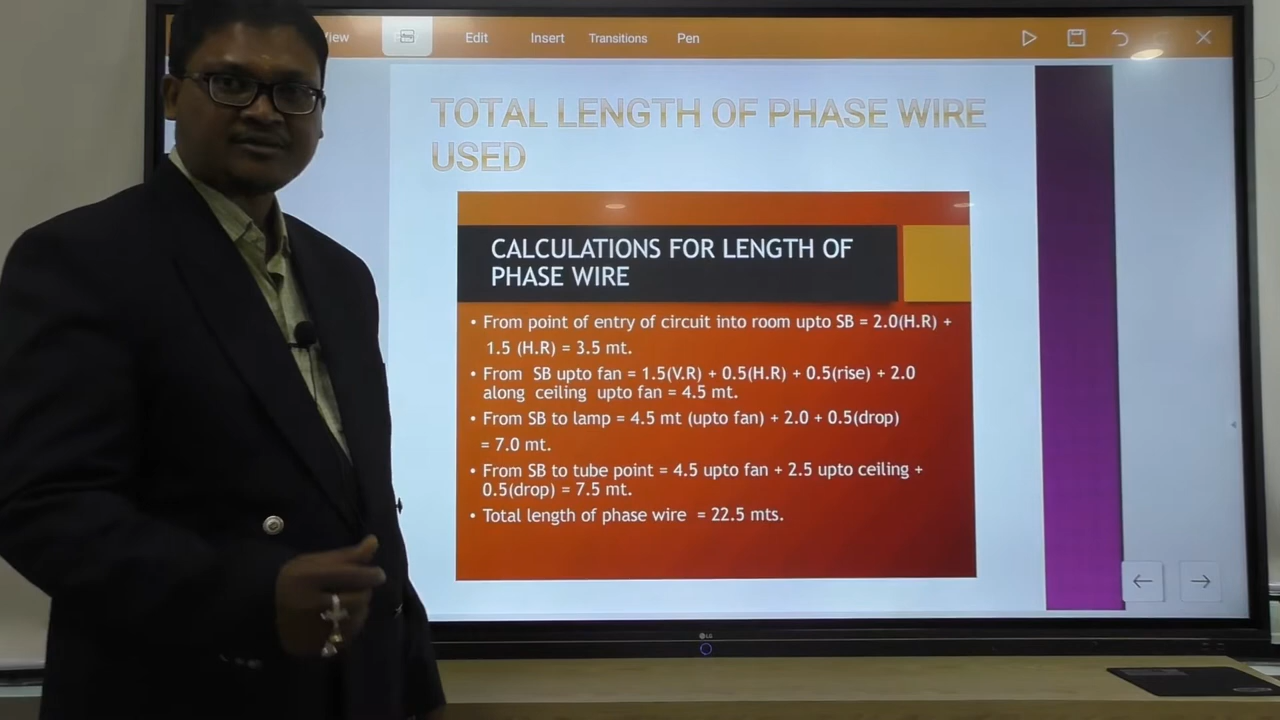 View
Edit
Insert
Transitions
Pen
TOTAL LENGTH OF PHASE WIRE
USED
CALCULATIONS FOR LENGTH OF
PHASE WIRE
• From point of entry of circuit into room upto SB = 2.0(H.R) +
1.5 (H.R) = 3.5 mt.
• From SB upto fan = 1.5(V.R) + 0.5(H.R) + 0.5(rise) + 2.0
along ceiling upto fan = 4.5 mt.
• From SB to lamp = 4.5 mt (upto fan) + 2.0 + 0.5(drop)
= 7.0 mt.
• From SB to tube point = 4.5 upto fan + 2.5 upto ceiling +
0.5(drop) = 7.5 mt.
• Total length of phase wire = 22.5 mts.
LG